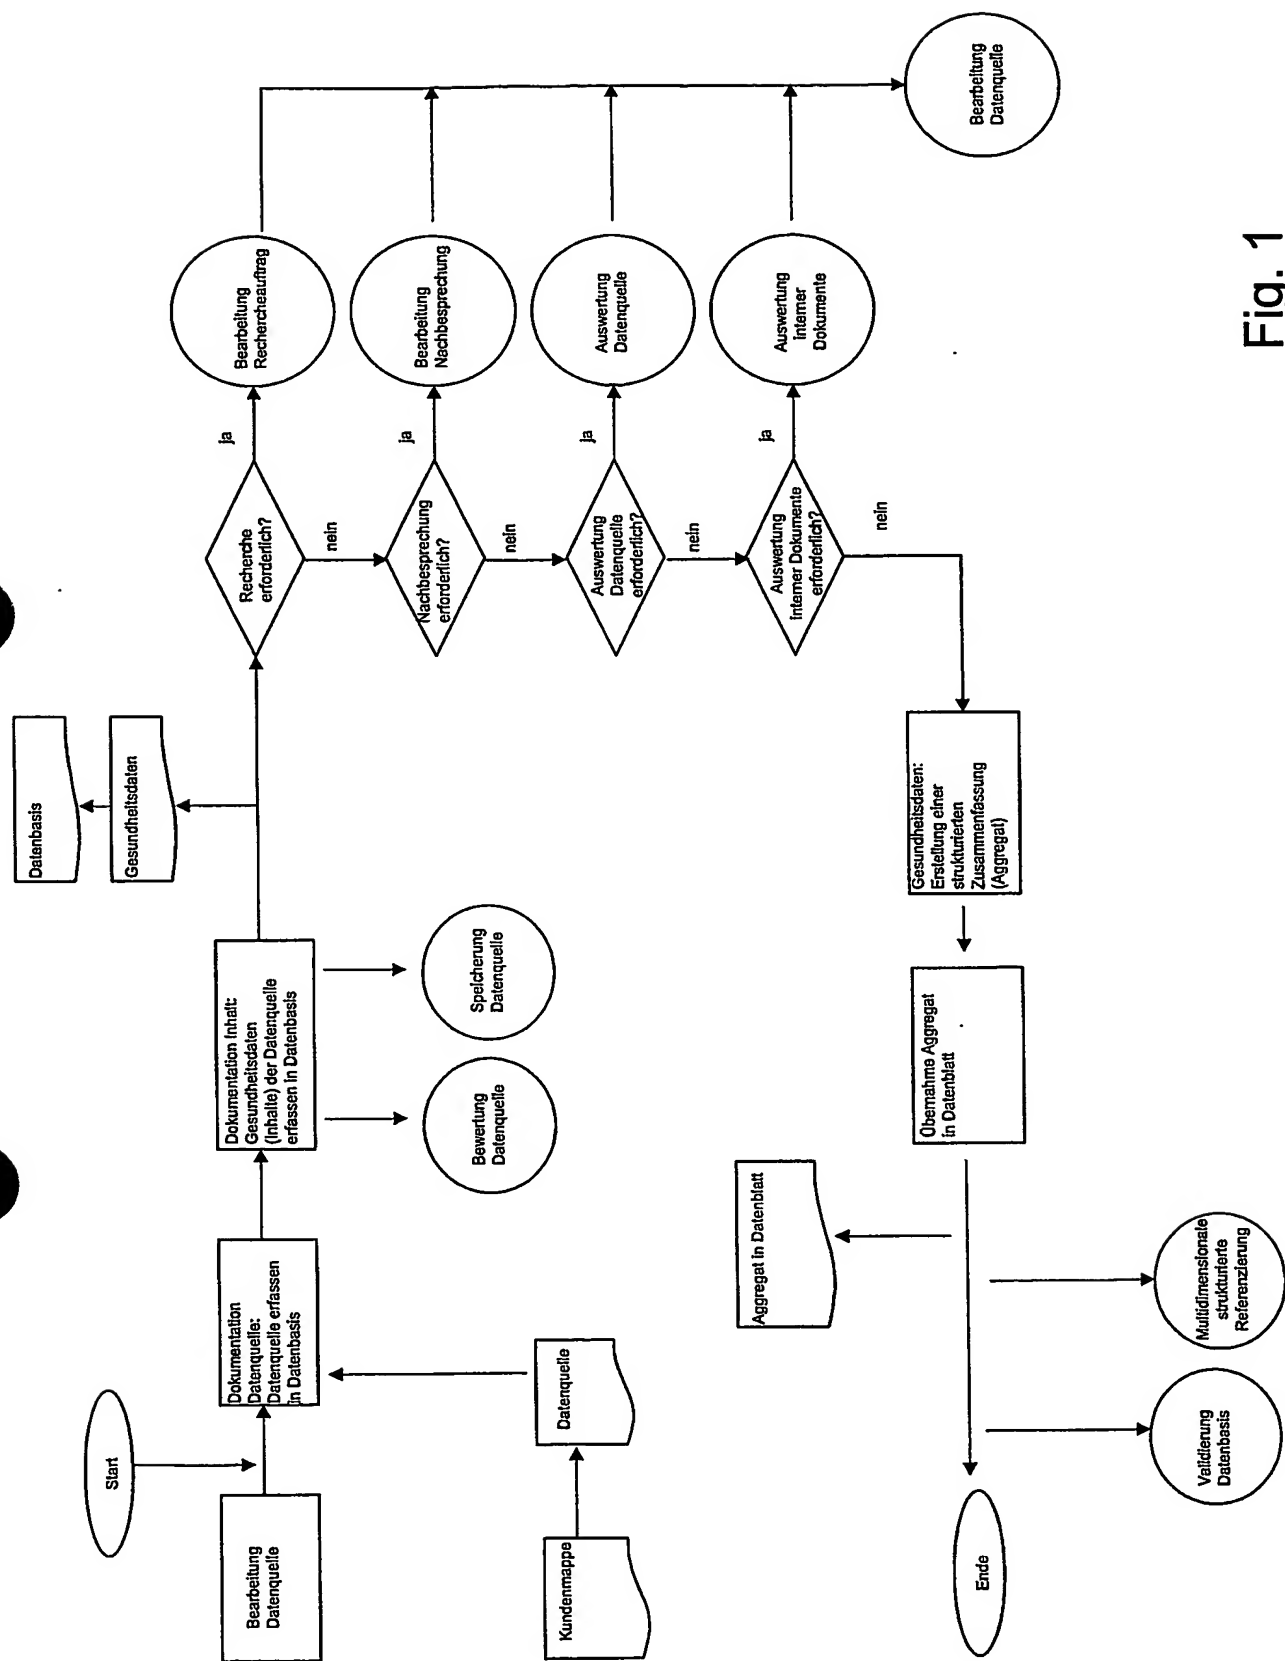 Start
Bearbeitung
Datenquelle
Dokumentation
Datenquelle:
Datenquelle erfassen
in Datenbasis
Kundenmappe
Datenquelle
Dokumentation Inhalt:
Gesundheitsdaten
(Inhalte) der Datenquelle
erfassen in Datenbasis
Bewertung
Datenquelle
Speicherung
Datenquelle
Datenbasis
Gesundheitsdaten
Recherche
erforderlich?
ja
nein
Bearbeitung
Rechercheauftrag
Nachbesprechung
erforderlich?
ja
nein
Bearbeitung
Nachbesprechung
Auswertung
Datenquelle
erforderlich?
ja
nein
Auswertung
Datenquelle
Auswertung
interner Dokumente
erforderlich?
ja
nein
Auswertung
interner
Dokumente
Bearbeitung
Datenquelle
Gesundheitsdaten:
Erstellung einer
strukturierten
Zusammenfassung
(Aggregat)
Übernahme Aggregat
in Datenblatt
Aggregat in Datenblatt
Multidimensionale
strukturierte
Referenzierung
Validierung
Datenbasis
Ende
Fig. 1